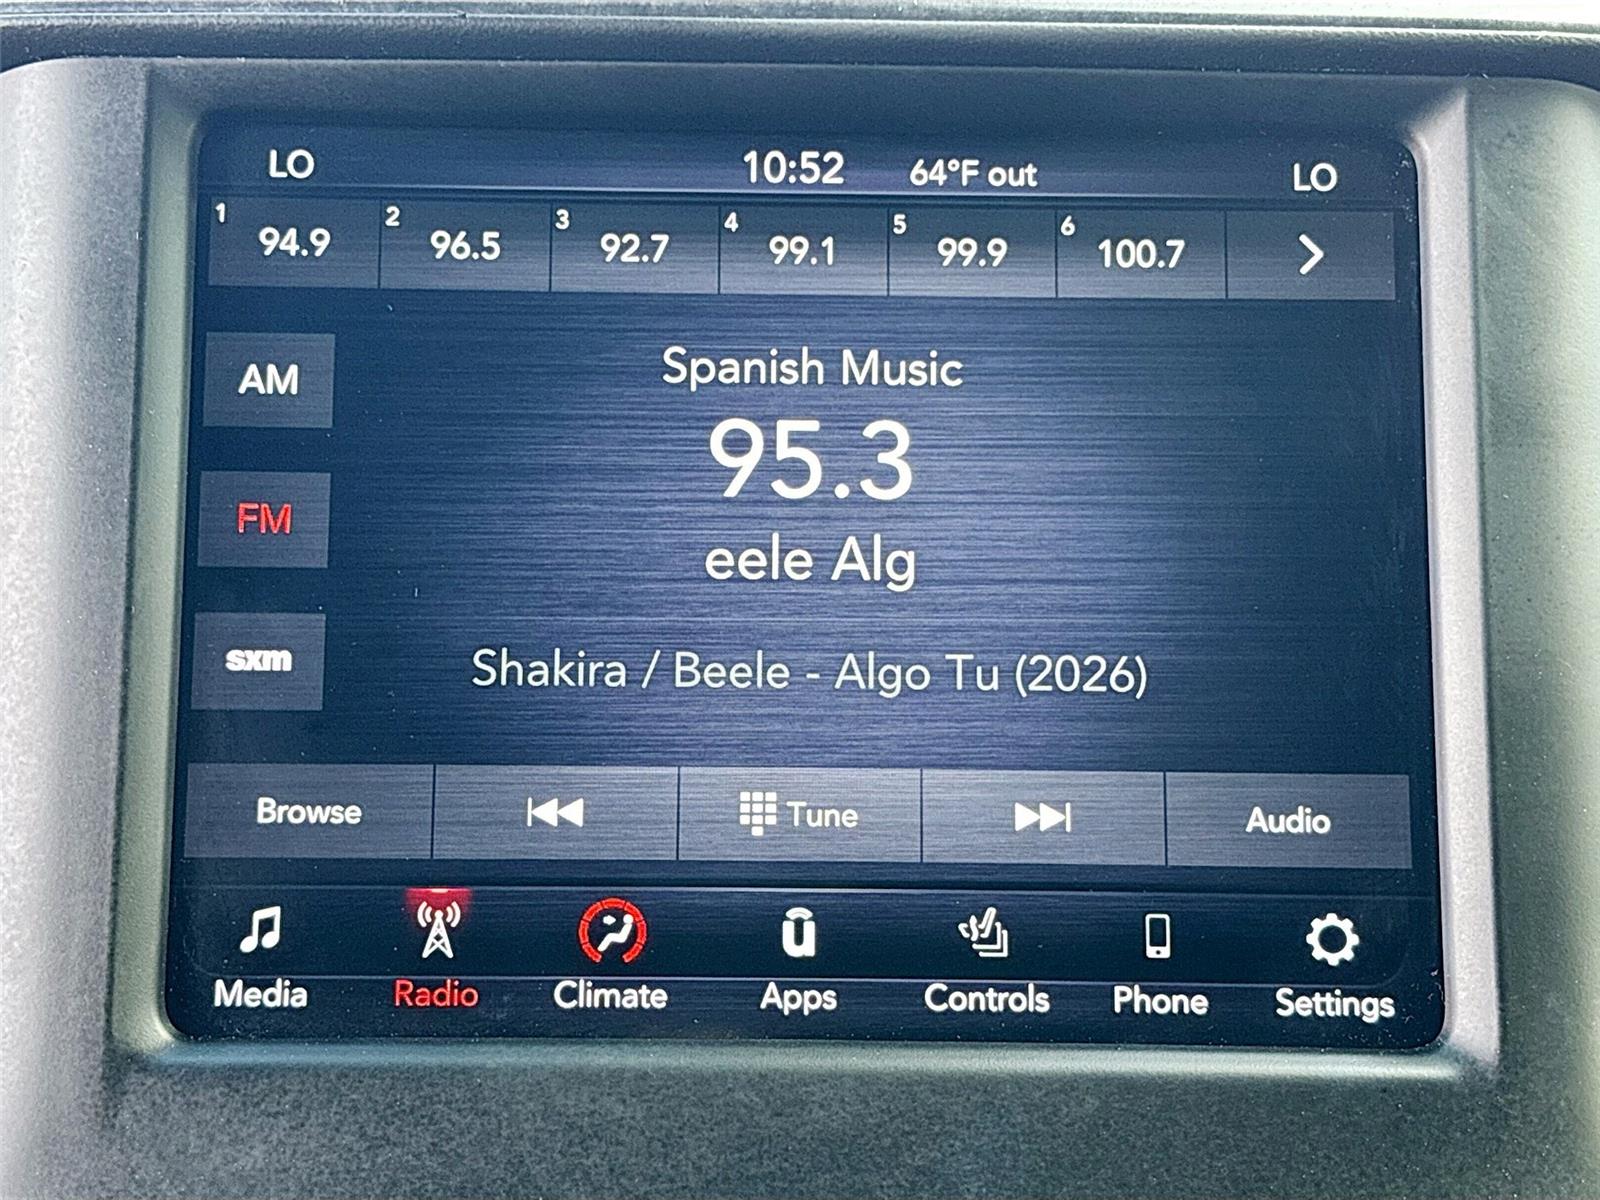 LO 10:52 64°F out LO
1 94.9 2 96.5 3 92.7 4 99.1 5 99.9 6 100.7
AM
Spanish Music
95.3
FM
eele Alg
sxm
Shakira / Beele - Algo Tu (2026)
Browse Tune Audio
Media Radio Climate Apps Controls Phone Settings